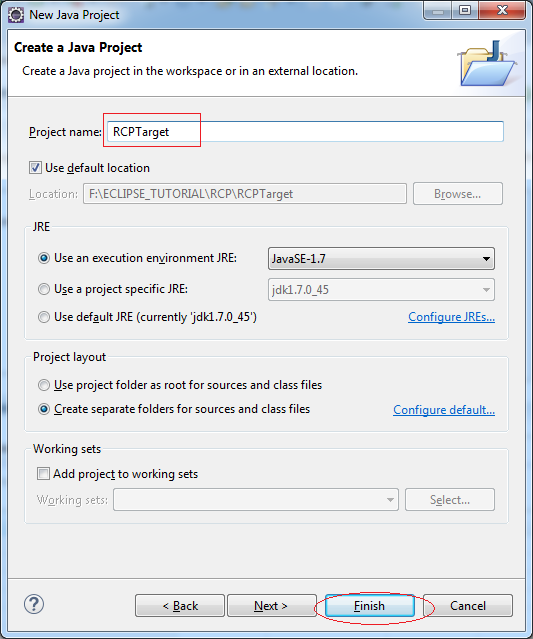 New Java Project
Create a Java Project
Create a Java project in the workspace or in an external location.
Project name: RCPTarget
Use default location
Location: F:\ECLIPSE_TUTORIAL\RCP\RCPTarget Browse...
JRE
Use an execution environment JRE: JavaSE-1.7
Use a project specific JRE: jdk1.7.0_45
Use default JRE (currently 'jdk1.7.0_45') Configure JREs...
Project layout
Use project folder as root for sources and class files
Create separate folders for sources and class files Configure default...
Working sets
Add project to working sets
Working sets: Select...
? < Back Next > Finish Cancel